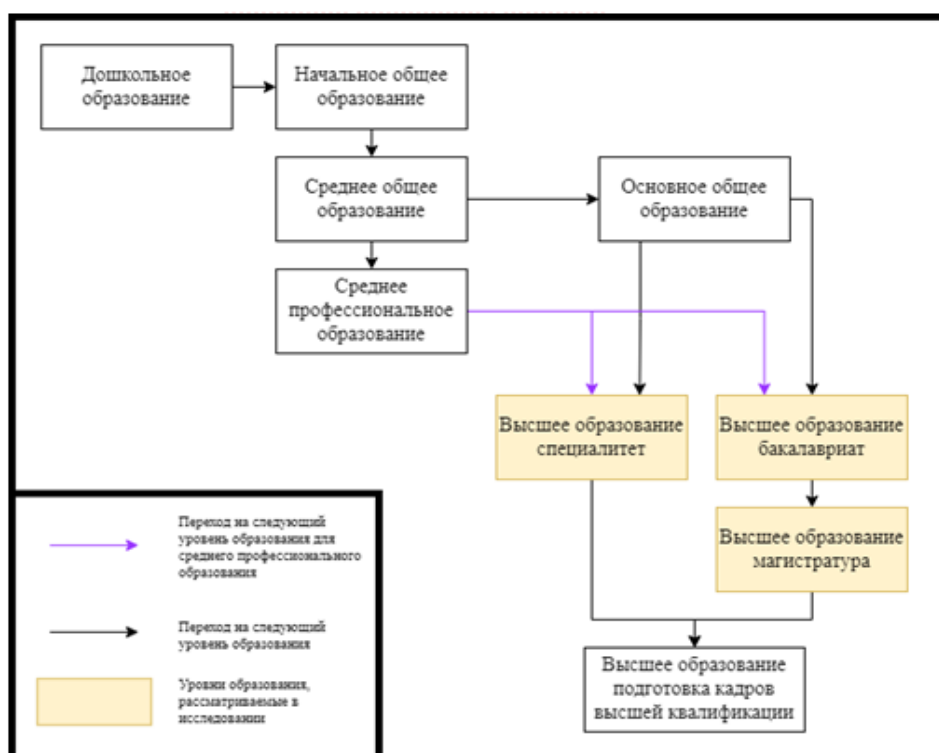 Дошкольное
образование
Начальное общее
образование
Среднее общее
образование
Основное общее
образование
Среднее
профессиональное
образование
Высшее образование
специалитет
Высшее образование
бакалавриат
Высшее образование
магистратура
Высшее образование
подготовка кадров
высшей квалификации
Переход на следующий
уровень образования для
среднего профессионального
образования
Переход на следующий
уровень образования
Уровни образования,
рассматриваемые в
исследовании